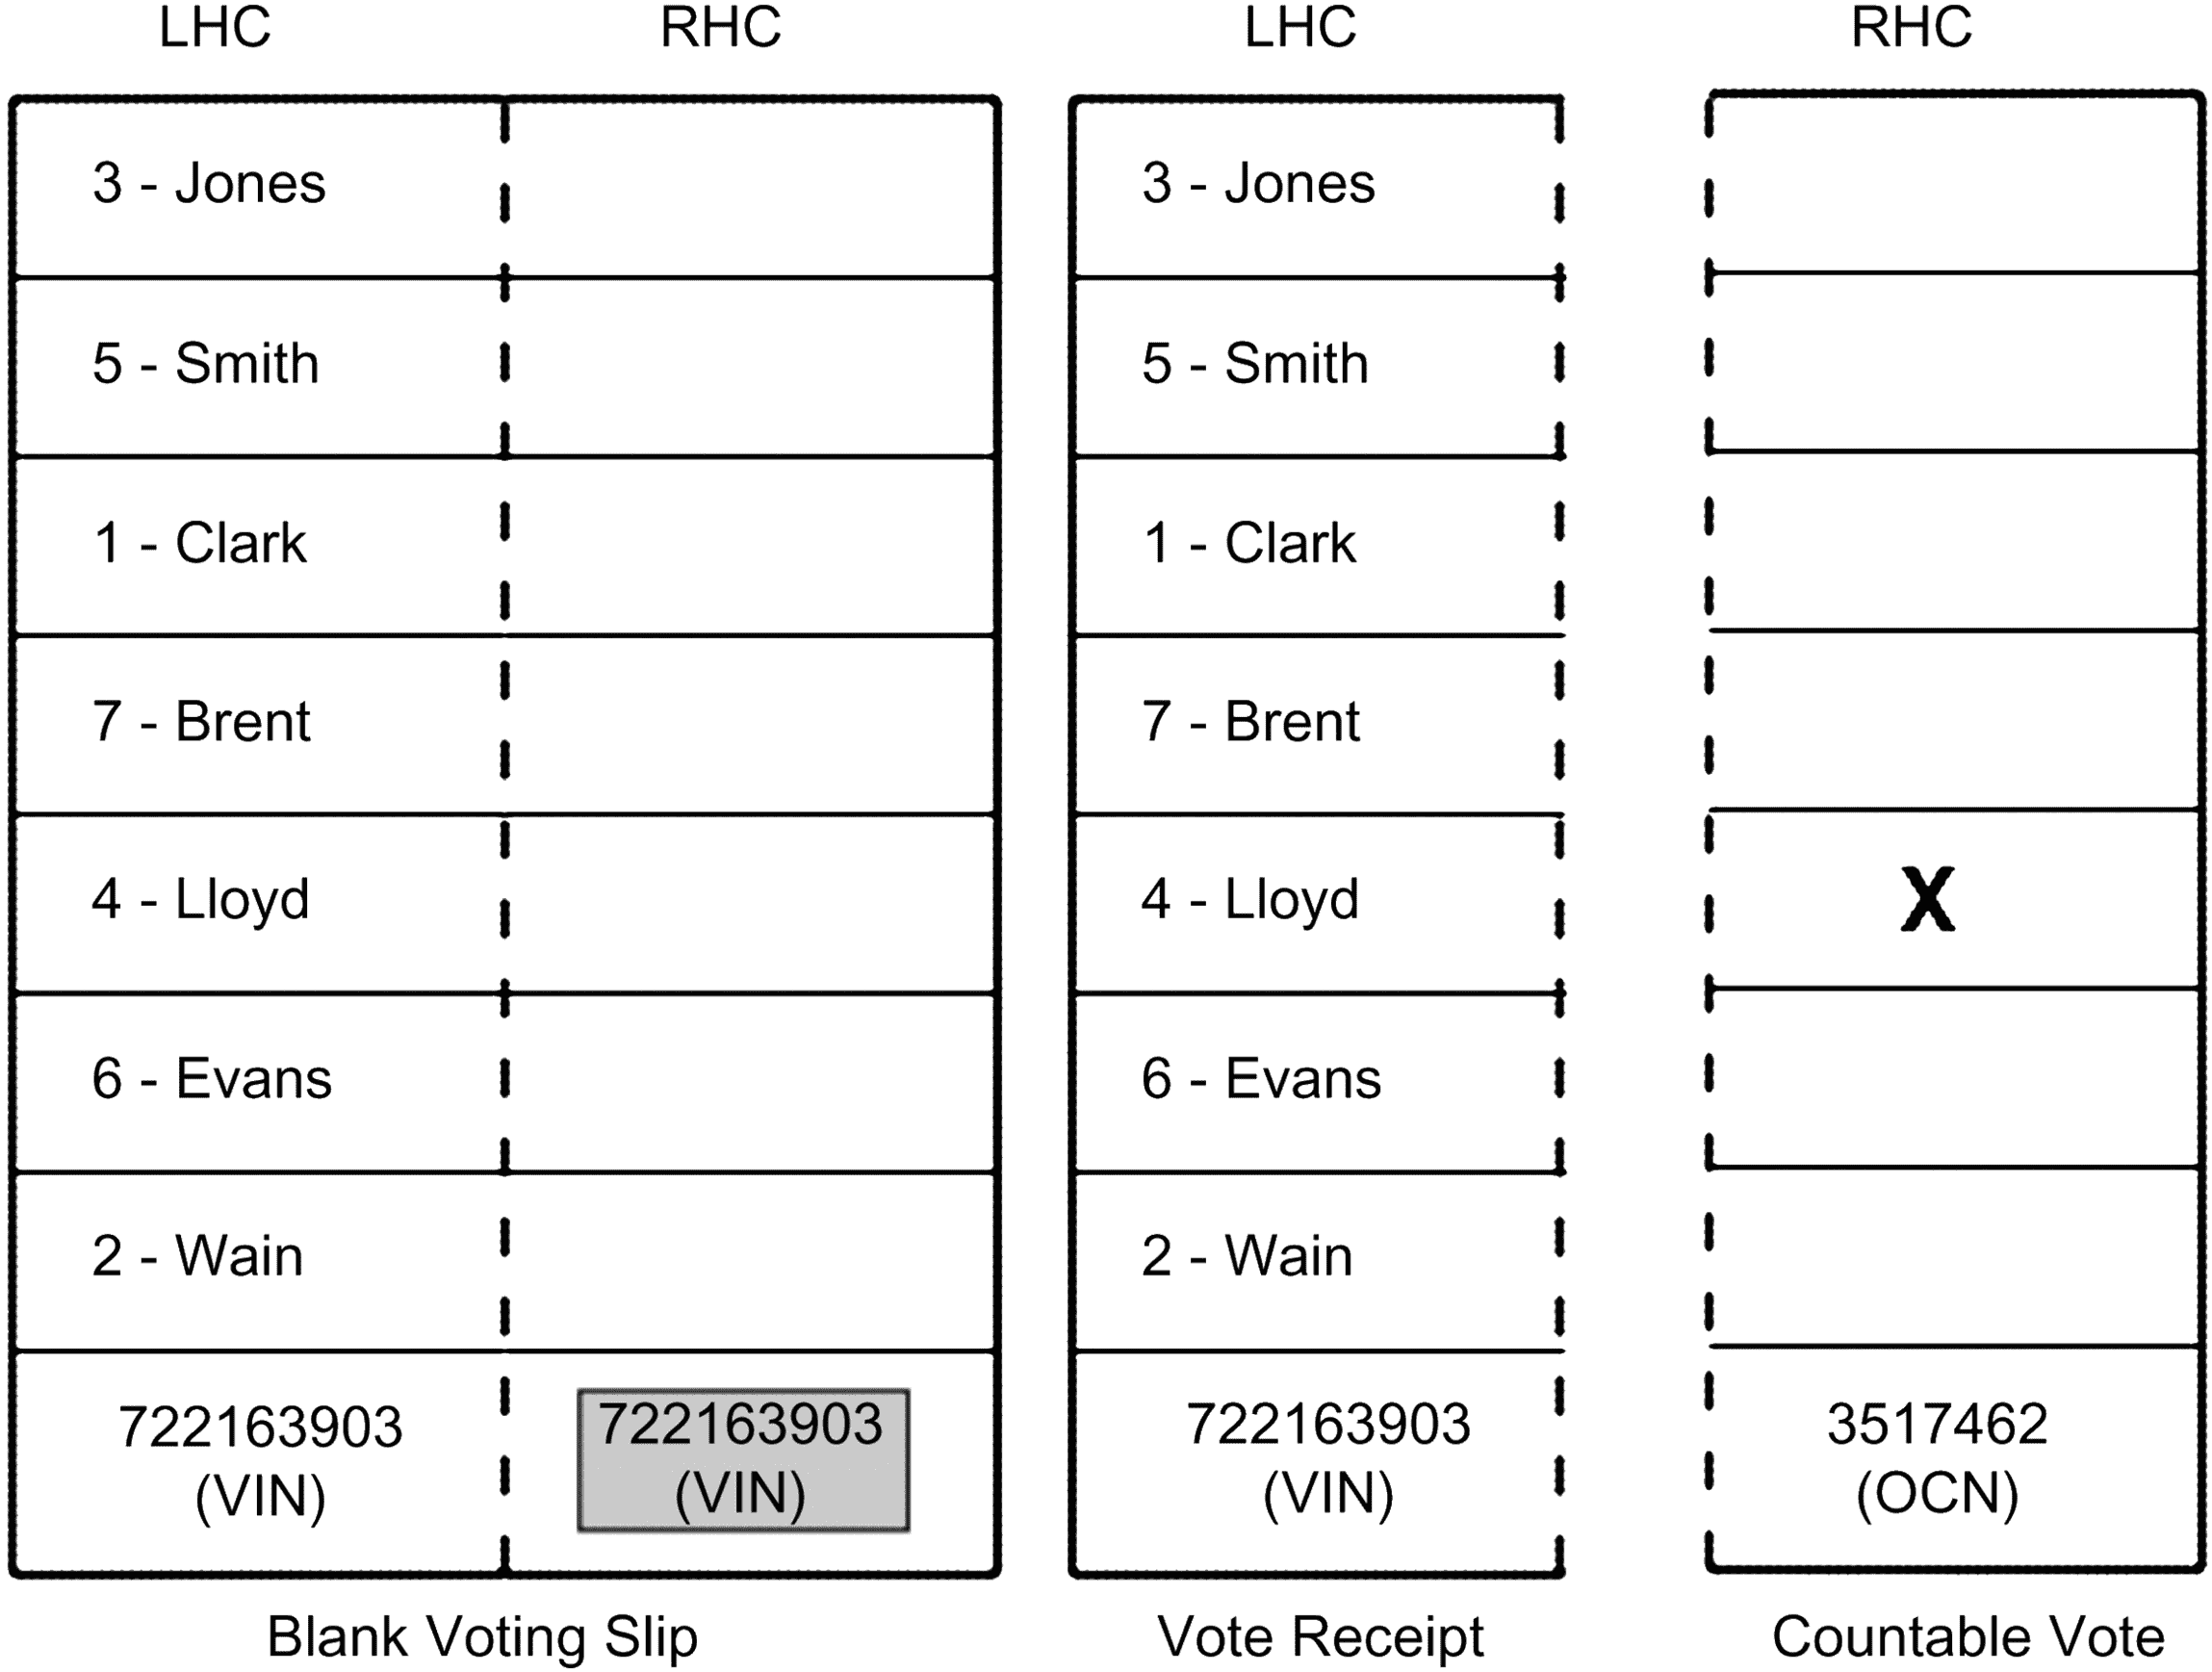 LHC RHC LHC RHC
3 - Jones 3 - Jones
5 - Smith 5 - Smith
1 - Clark 1 - Clark
7 - Brent 7 - Brent
4 - Lloyd 4 - Lloyd X
6 - Evans 6 - Evans
2 - Wain 2 - Wain
722163903 722163903 722163903 3517462
(VIN) (VIN) (VIN) (OCN)
Blank Voting Slip Vote Receipt Countable Vote